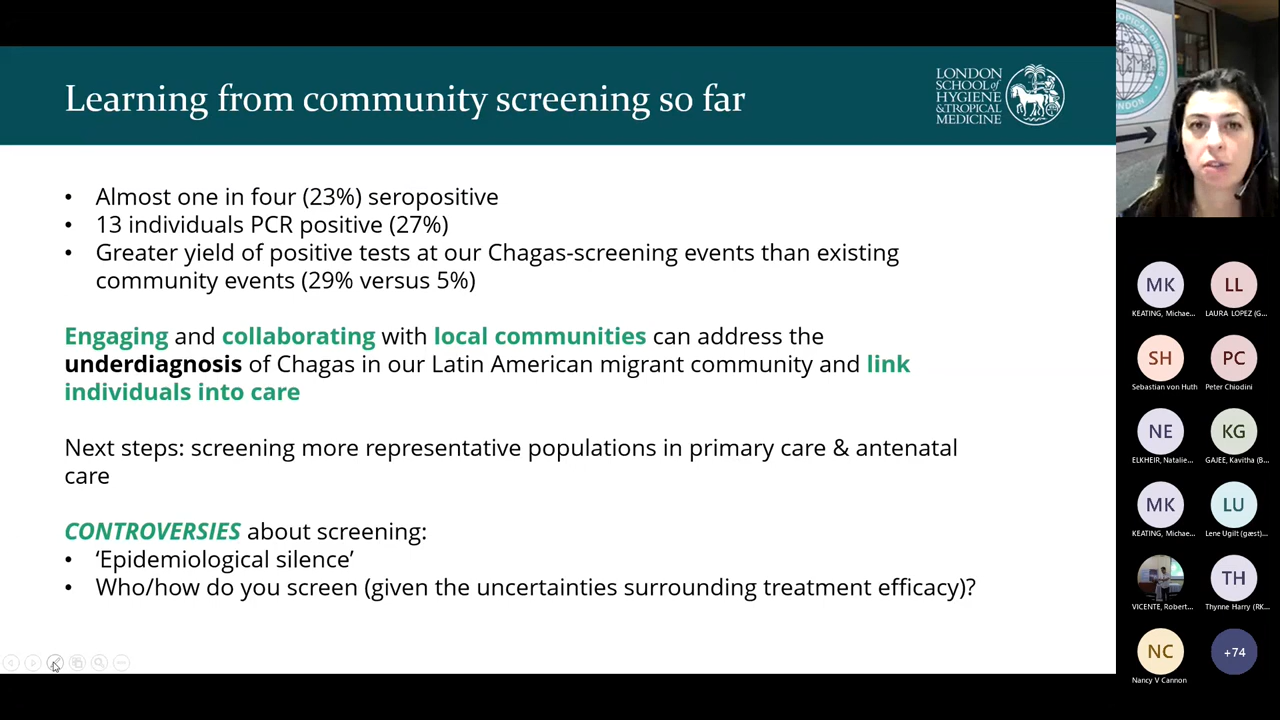 Learning from community screening so far
LONDON
SCHOOL of
HYGIENE
& TROPICAL
MEDICINE
• Almost one in four (23%) seropositive
• 13 individuals PCR positive (27%)
• Greater yield of positive tests at our Chagas-screening events than existing
community events (29% versus 5%)
Engaging and collaborating with local communities can address the
underdiagnosis of Chagas in our Latin American migrant community and link
individuals into care
Next steps: screening more representative populations in primary care & antenatal
care
CONTROVERSIES about screening:
• ‘Epidemiological silence’
• Who/how do you screen (given the uncertainties surrounding treatment efficacy)?
MK
LL
KEATING, Michae...
LAURA LOPEZ (G...
SH
PC
Sebastian von Huth
Peter Chiodini
NE
KG
ELKHEIR, Natalie...
GAJEE, Kavitha (B...
MK
LU
KEATING, Michae...
Lene Ugilt (gæst)...
TH
VICENTE, Robert...
Thynne Harry (RK...
NC
+74
Nancy V Cannon